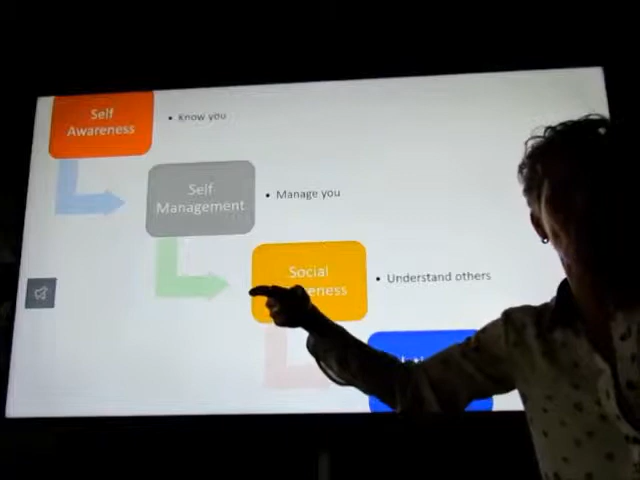 Self
Awareness
• Know you
Self
Management
• Manage you
Social
• Understand others